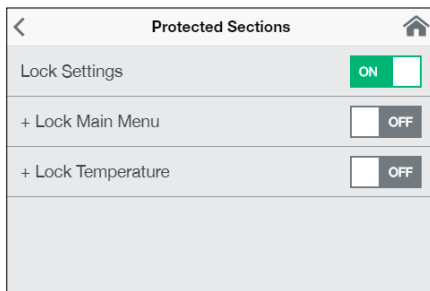 Protected Sections
Lock Settings ON
+ Lock Main Menu OFF
+ Lock Temperature OFF